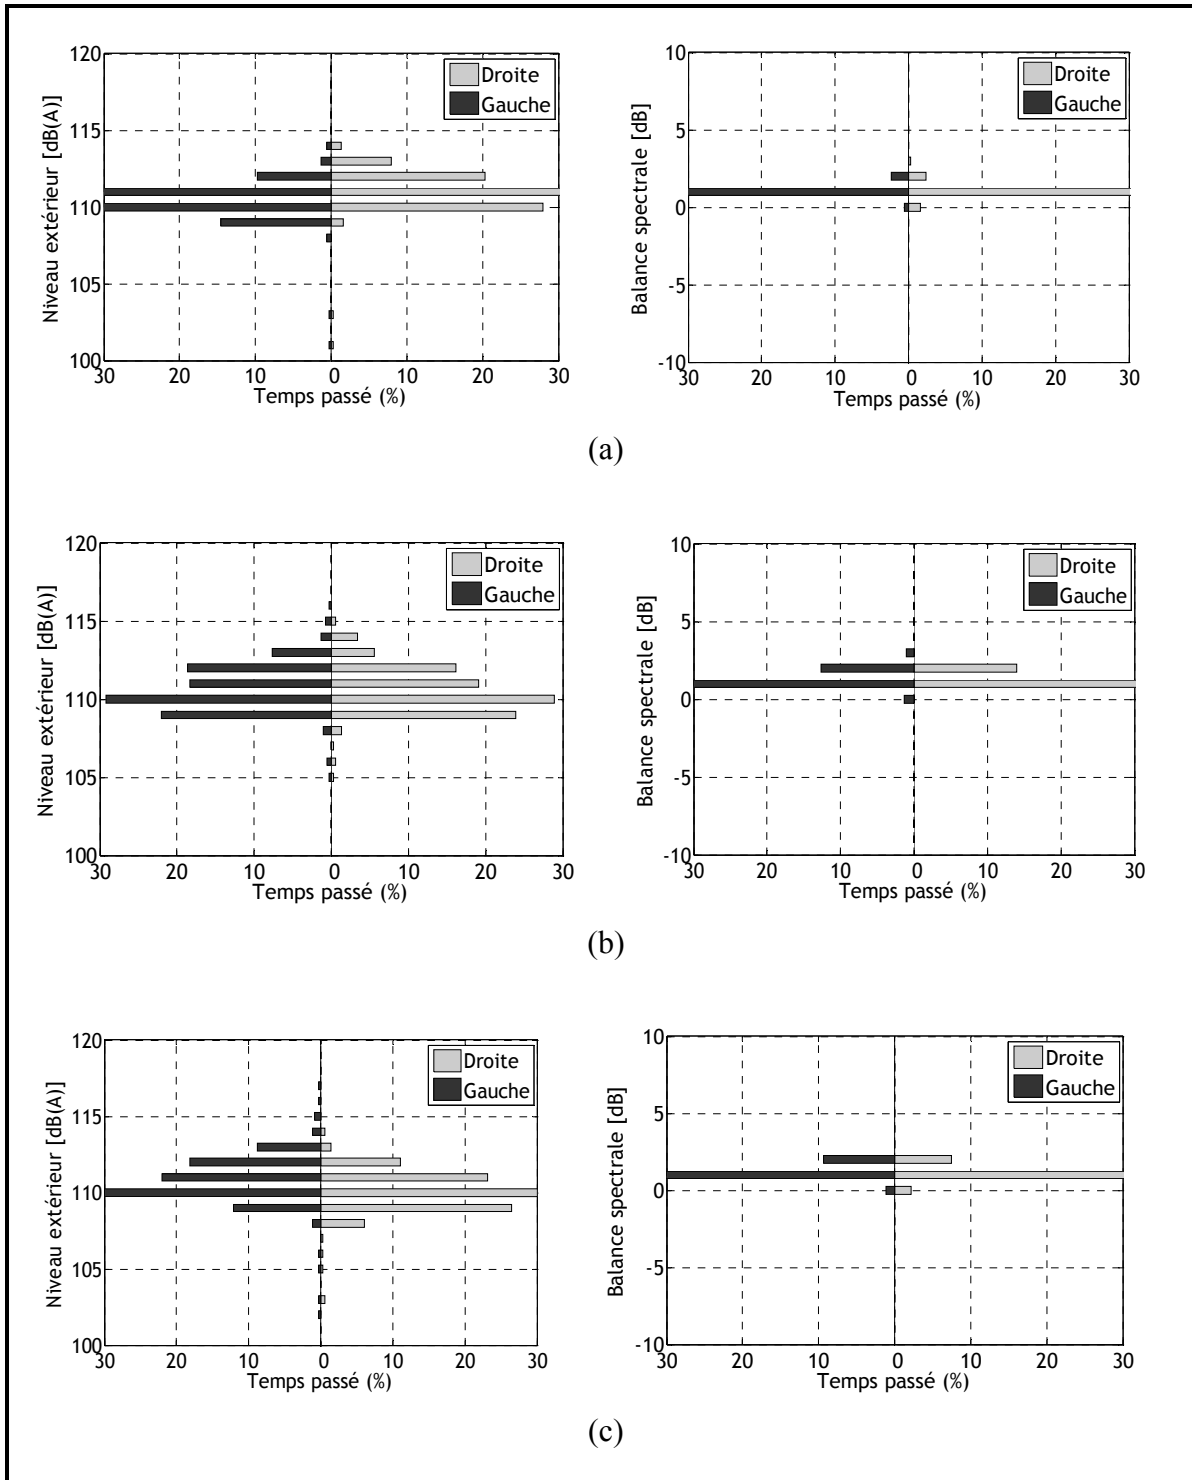 120
115
110
105
100
Niveau extérieur [dB(A)]
Droite
Gauche
30 20 10 0 10 20 30
Temps passé (%)
10
5
0
-5
-10
Balance spectrale [dB]
Droite
Gauche
30 20 10 0 10 20 30
Temps passé (%)
(a)
120
115
110
105
100
Niveau extérieur [dB(A)]
Droite
Gauche
30 20 10 0 10 20 30
Temps passé (%)
10
5
0
-5
-10
Balance spectrale [dB]
Droite
Gauche
30 20 10 0 10 20 30
Temps passé (%)
(b)
120
115
110
105
100
Niveau extérieur [dB(A)]
Droite
Gauche
30 20 10 0 10 20 30
Temps passé (%)
10
5
0
-5
-10
Balance spectrale [dB]
Droite
Gauche
30 20 10 0 10 20 30
Temps passé (%)
(c)